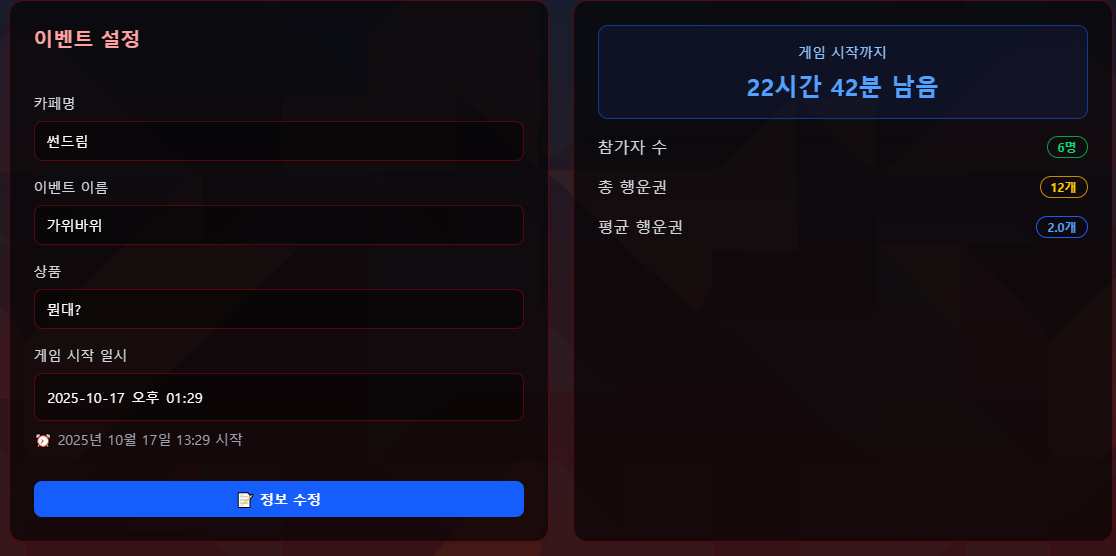 이벤트 설정
카페명
썬드림
이벤트 이름
가위바위
상품
뭔대?
게임 시작 일시
2025-10-17 오후 01:29
⏰ 2025년 10월 17일 13:29 시작
📝 정보 수정
게임 시작까지
22시간 42분 남음
참가자 수
6명
총 행운권
12개
평균 행운권
2.0개